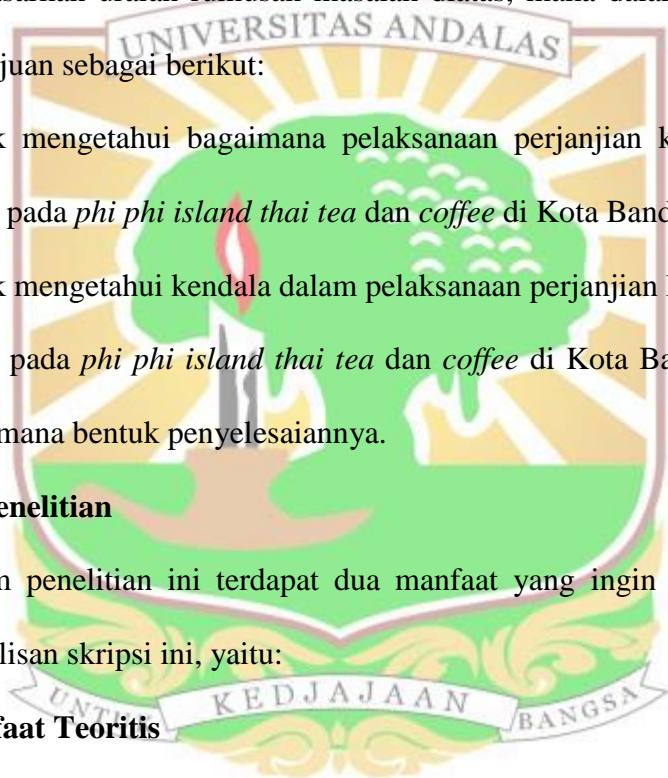 UNIVERSITAS ANDALAS
juan sebagai berikut:
k mengetahui bagaimana pelaksanaan perjanjian k
pada phi phi island thai tea dan coffee di Kota Band
k mengetahui kendala dalam pelaksanaan perjanjian
pada phi phi island thai tea dan coffee di Kota Ba
mana bentuk penyelesaiannya.
enelitian
n penelitian ini terdapat dua manfaat yang ingin
lisan skripsi ini, yaitu:
UNTUK KEDJAJAAN BANGSA
faat Teoritis